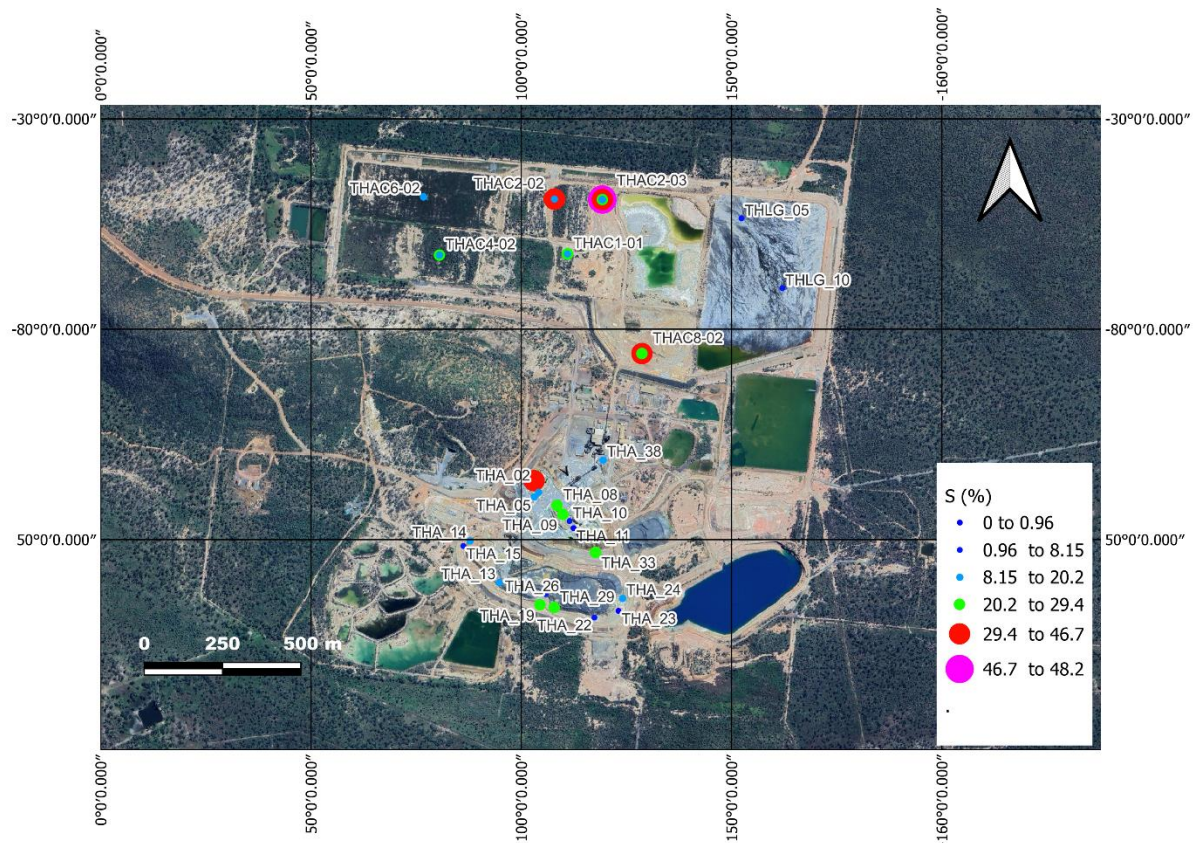 0°0'0.000"
50°0'0.000"
100°0'0.000"
150°0'0.000"
-160°0'0.000"
-30°0'0.000"
-30°0'0.000"
THAC6-02
THAC2-02
THAC2-03
THLG_05
THAC4-02
THAC1-01
THLG_10
-80°0'0.000"
-80°0'0.000"
THAC8-02
THA_38
THA_02
THA_05
THA_08
THA_10
THA_09
THA_11
THA_14
50°0'0.000"
50°0'0.000"
THA_15
THA_33
THA_13
THA_26
THA_29
THA_24
THA_19
THA_22
THA_23
0 250 500 m
S (%)
0 to 0.96
0.96 to 8.15
8.15 to 20.2
20.2 to 29.4
29.4 to 46.7
46.7 to 48.2
0°0'0.000"
50°0'0.000"
100°0'0.000"
150°0'0.000"
-160°0'0.000"